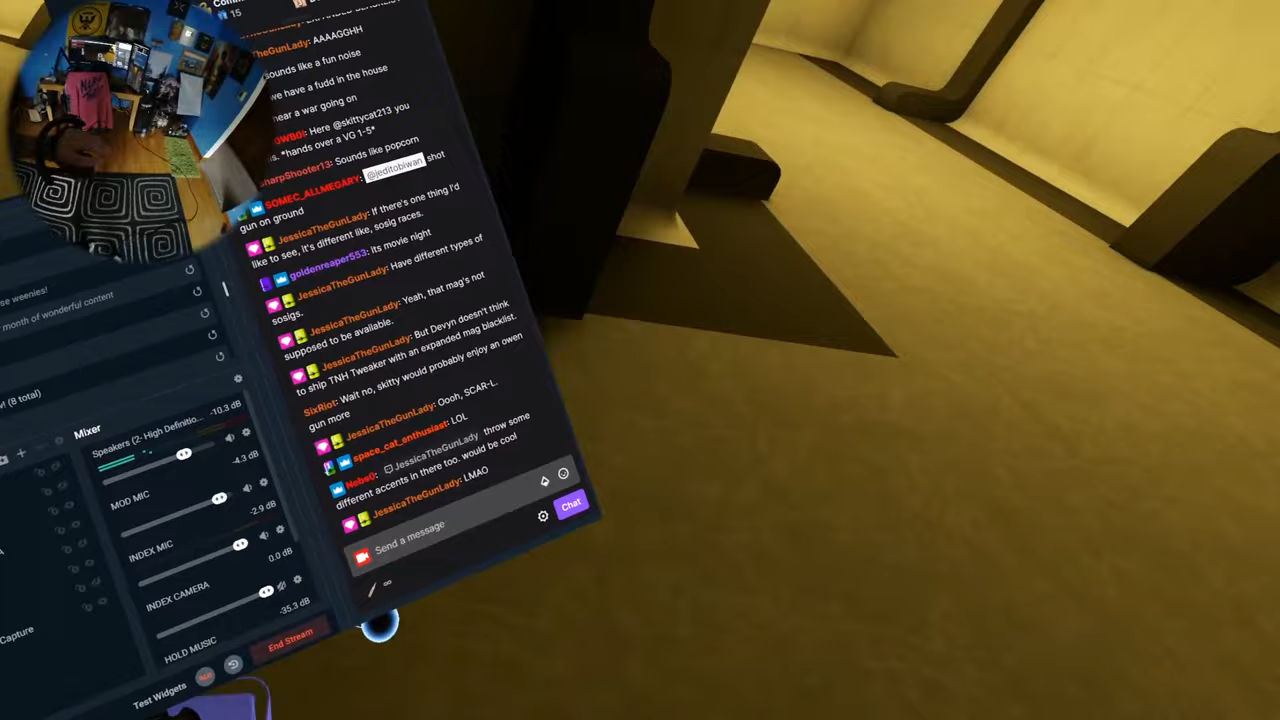 15
TheGunLady: AAAAGGHH
sounds like a fun noise
we have a fudd in the house
hear a war going on
OWB0I: Here @skittycat213 you
*hands over a VG 1-5*
SharpShooter13: Sounds like popcorn
SOMEC_ALLMEGARY: @jeditobiwan shot
gun on ground
JessicaTheGunLady: If there's one thing I'd
like to see, it's different like, sosig races.
goldenreaper553: its movie night
JessicaTheGunLady: Have different types of
sosigs.
JessicaTheGunLady: Yeah, that mag's not
supposed to be available.
JessicaTheGunLady: But Devyn doesn't think
to ship TNH Tweaker with an expanded mag blacklist.
SixRiot: Wait no, skitty would probably enjoy an owen
gun more
JessicaTheGunLady: Oooh, SCAR-L.
space_cat_enthusiast: LOL
Nebe0: JessicaTheGunLady throw some
different accents in there too. would be cool
JessicaTheGunLady: LMAO
Send a message
Chat
se weenies!
month of wonderful content
(8 total)
Mixer
Speakers (2- High Definitio...
-10.3 dB
MOD MIC
-4.3 dB
INDEX MIC
-2.9 dB
INDEX CAMERA
0.0 dB
HOLD MUSIC
-35.3 dB
Capture
End Stream
Test Widgets